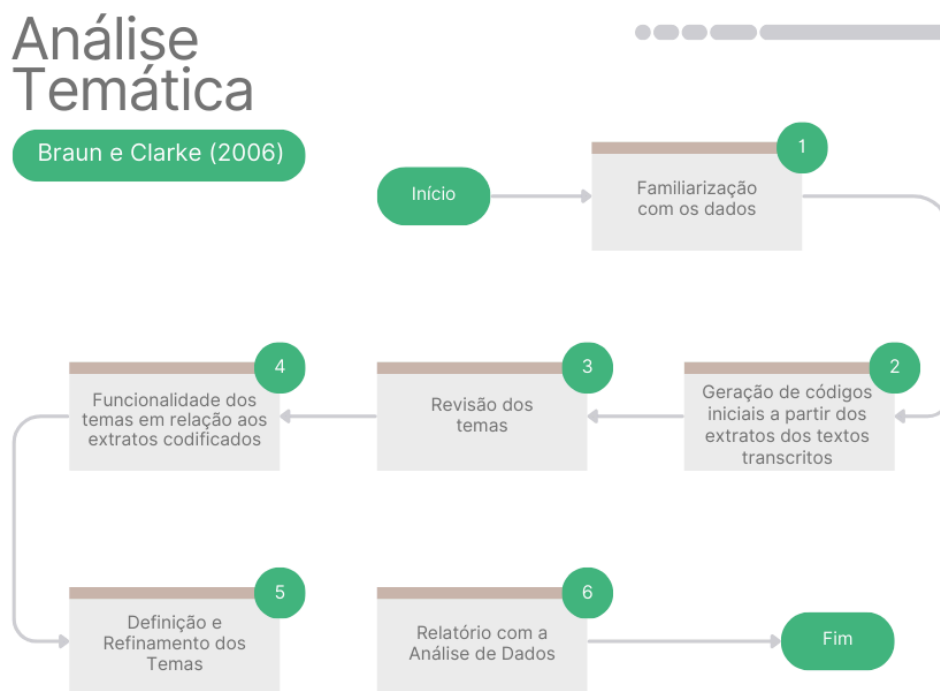 Análise
Temática
Braun e Clarke (2006)
Início
1
Familiarização
com os dados
2
Geração de códigos
iniciais a partir dos
extratos dos textos
transcritos
3
Revisão dos
temas
4
Funcionalidade dos
temas em relação aos
extratos codificados
5
Definição e
Refinamento dos
Temas
6
Relatório com a
Análise de Dados
Fim